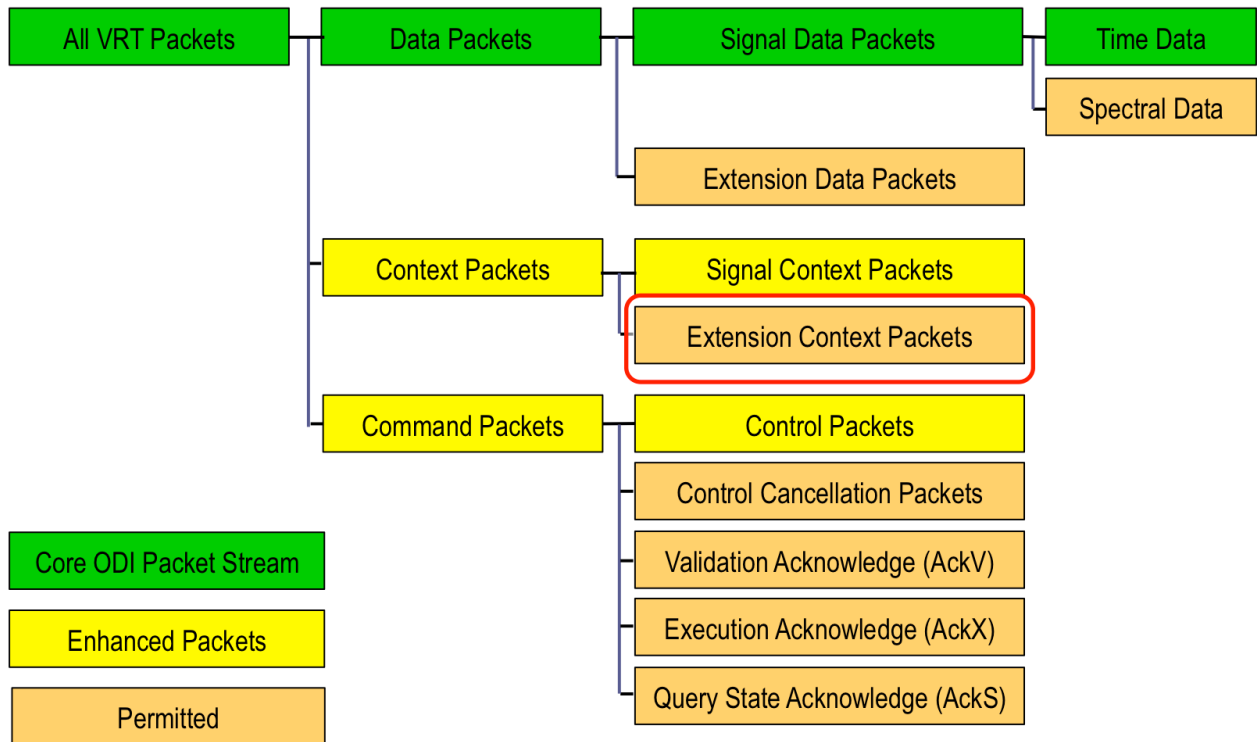 All VRT Packets
Data Packets
Signal Data Packets
Time Data
Spectral Data
Extension Data Packets
Context Packets
Signal Context Packets
Extension Context Packets
Command Packets
Control Packets
Control Cancellation Packets
Validation Acknowledge (AckV)
Execution Acknowledge (AckX)
Query State Acknowledge (AckS)
Core ODI Packet Stream
Enhanced Packets
Permitted